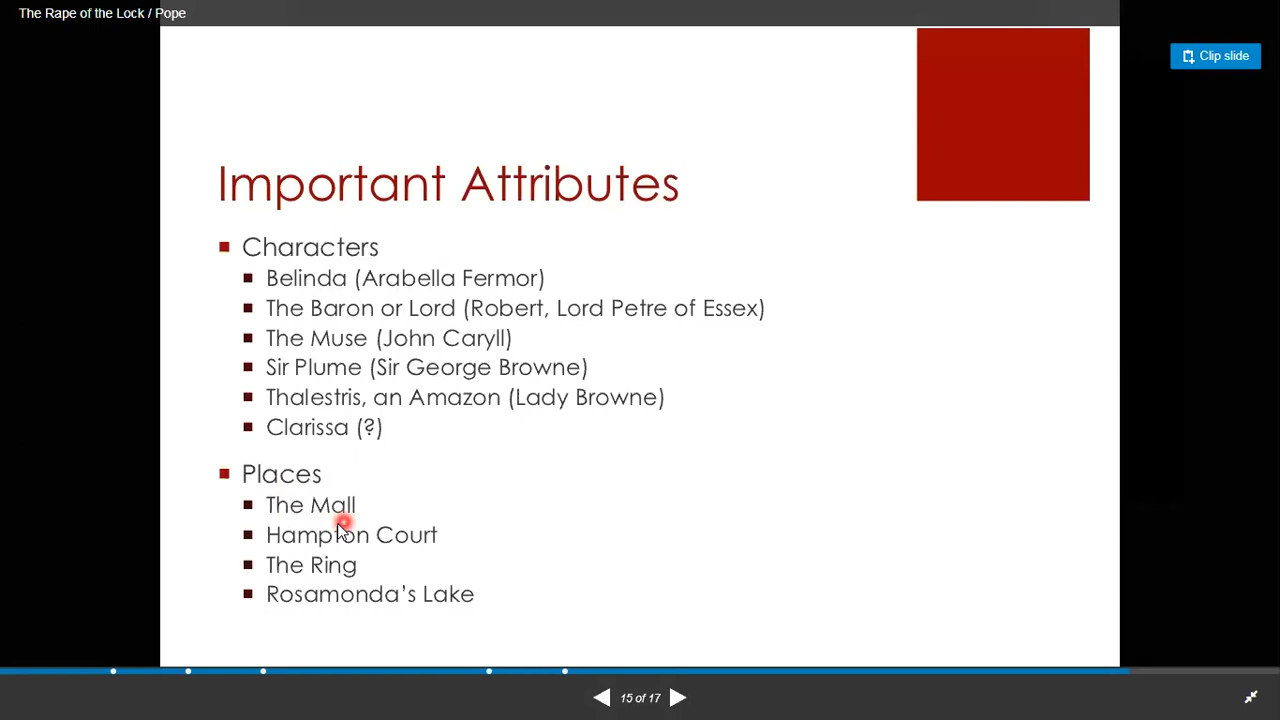 The Rape of the Lock / Pope
Clip slide
Important Attributes
Characters
Belinda (Arabella Fermor)
The Baron or Lord (Robert, Lord Petre of Essex)
The Muse (John Caryll)
Sir Plume (Sir George Browne)
Thalestris, an Amazon (Lady Browne)
Clarissa (?)
Places
The Mall
Hampton Court
The Ring
Rosamonda’s Lake
15 of 17